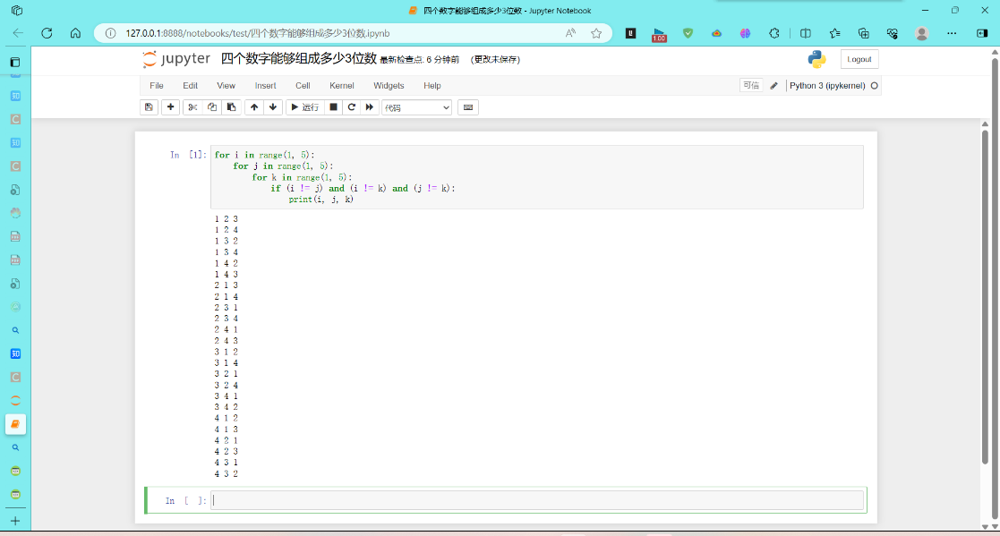 四个数字能够组成多少3位数 - Jupyter Notebook
127.0.0.1:8888/notebooks/test/四个数字能够组成多少3位数.ipynb
1.00
jupyter 四个数字能够组成多少3位数 最新检查点: 6 分钟前 (更改未保存)
Logout
File Edit View Insert Cell Kernel Widgets Help
可信 Python 3 (ipykernel)
运行 代码
In [1]: for i in range(1, 5):
for j in range(1, 5):
for k in range(1, 5):
if (i != j) and (i != k) and (j != k):
print(i, j, k)
1 2 3
1 2 4
1 3 2
1 3 4
1 4 2
1 4 3
2 1 3
2 1 4
2 3 1
2 3 4
2 4 1
2 4 3
3 1 2
3 1 4
3 2 1
3 2 4
3 4 1
3 4 2
4 1 2
4 1 3
4 2 1
4 2 3
4 3 1
4 3 2
In [ ]: